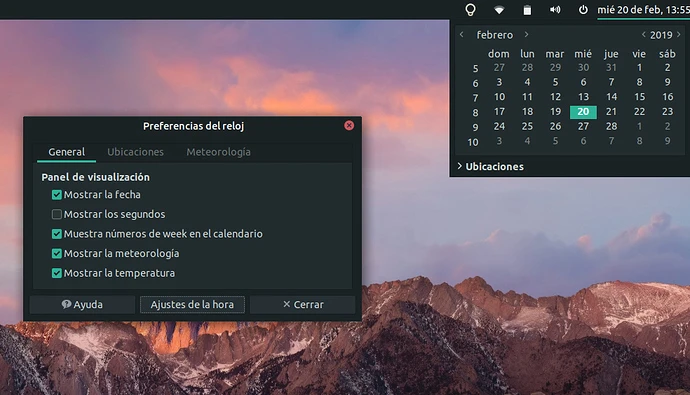 mié 20 de feb, 13:55
febrero 2019
dom lun mar mié jue vie sáb
5 27 28 29 30 31 1 2
6 3 4 5 6 7 8 9
7 10 11 12 13 14 15 16
8 17 18 19 20 21 22 23
9 24 25 26 27 28 1 2
10 3 4 5 6 7 8 9
Ubicaciones
Preferencias del reloj
General Ubicaciones Meteorología
Panel de visualización
Mostrar la fecha
Mostrar los segundos
Muestra números de week en el calendario
Mostrar la meteorología
Mostrar la temperatura
Ayuda Ajustes de la hora Cerrar